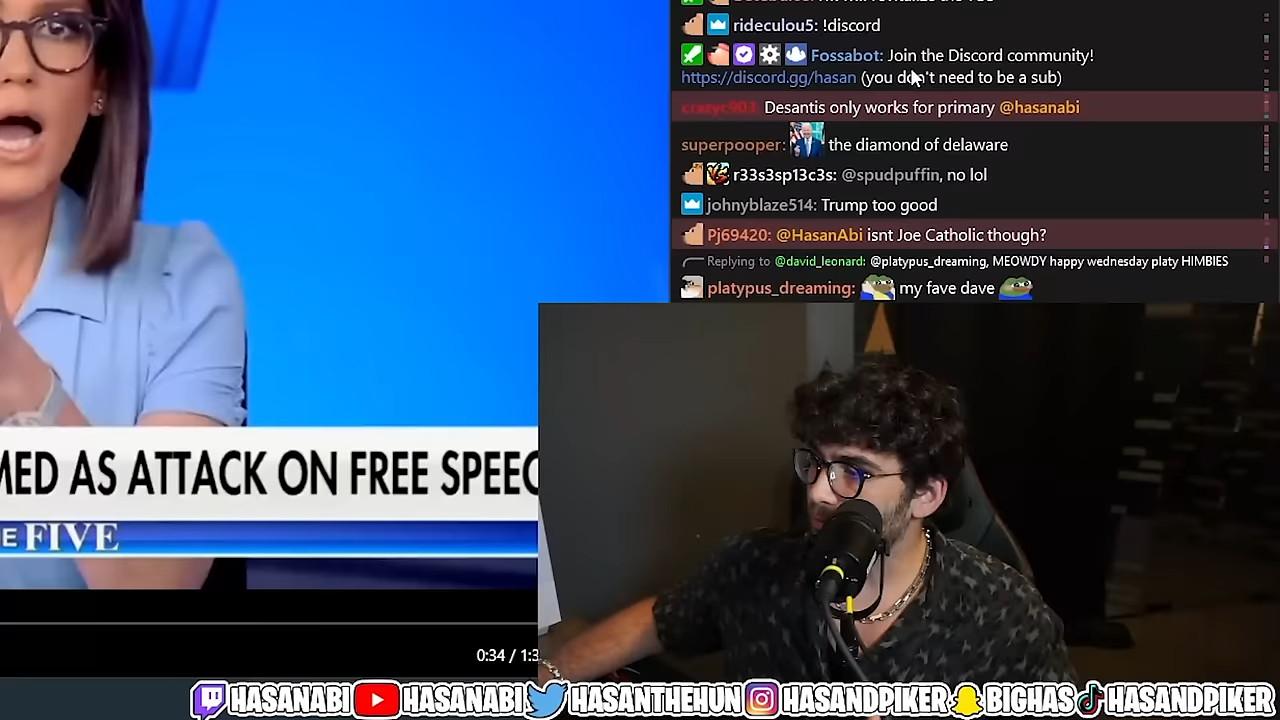 rideculou5: !discord
Fossabot: Join the Discord community!
https://discord.gg/hasan (you don't need to be a sub)
crazyc903 Desantis only works for primary @hasanabi
superpooper: the diamond of delaware
r33s3sp13c3s: @spudpuffin, no lol
johnyblaze514: Trump too good
Pj69420: @HasanAbi isnt Joe Catholic though?
Replying to @david_leonard: @platypus_dreaming, MEOWDY happy wednesday platy HIMBIES
platypus_dreaming: my fave dave
MED AS ATTACK ON FREE SPEEC
E FIVE
0:34 / 1:3
HASANABI HASANABI HASANTHEHUN HASANDPIKER BIGHAS HASANDPIKER